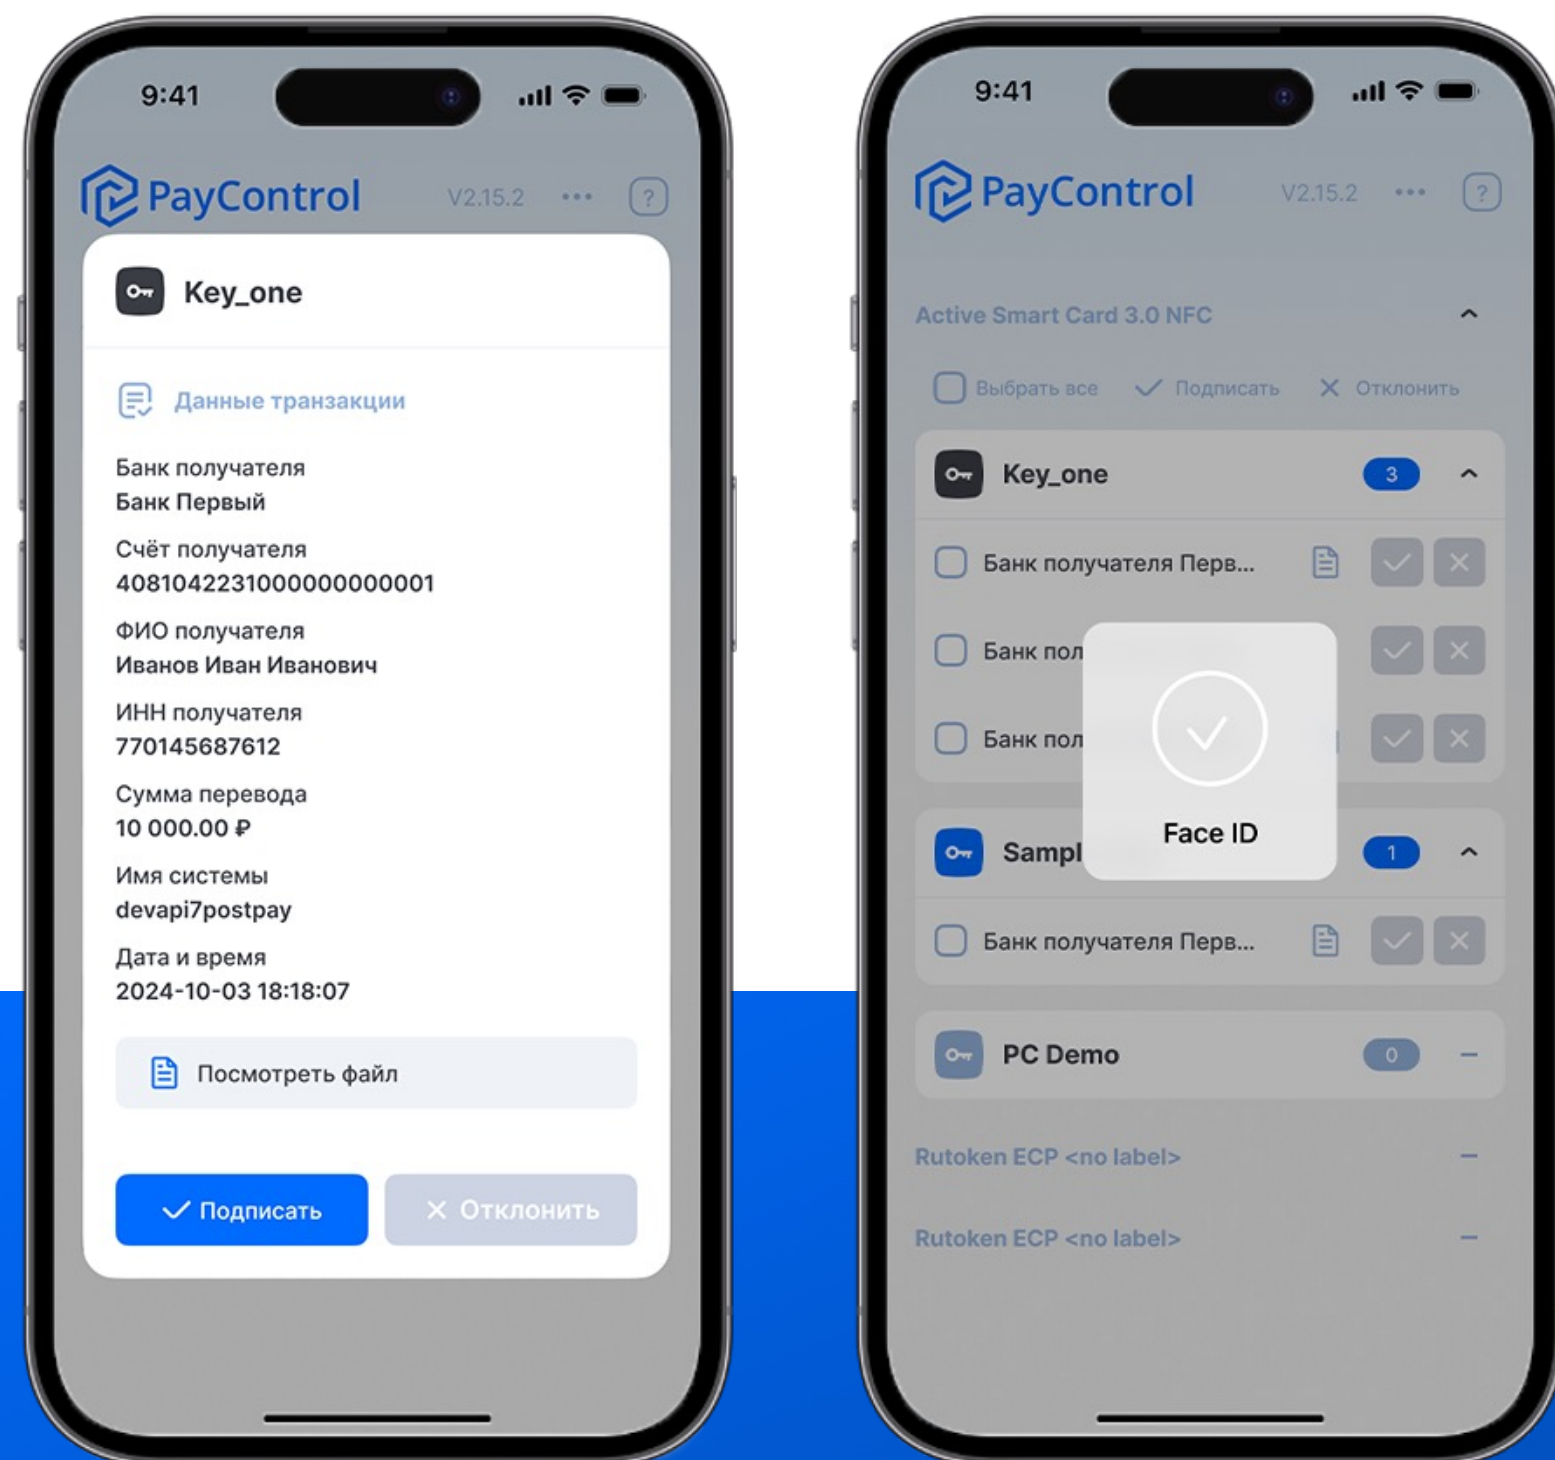 9:41
PayControl V2.15.2 ?
Key_one
Данные транзакции
Банк получателя
Банк Первый
Счёт получателя
4081042231000000000001
ФИО получателя
Иванов Иван Иванович
ИНН получателя
770145687612
Сумма перевода
10 000.00 ₽
Имя системы
devapi7postpay
Дата и время
2024-10-03 18:18:07
Посмотреть файл
Подписать Отклонить
9:41
PayControl V2.15.2 ?
Active Smart Card 3.0 NFC
Выбрать все Подписать Отклонить
Key_one 3
Банк получателя Перв...
Банк пол
Банк пол
Face ID
Sampl 1
Банк получателя Перв...
PC Demo 0
Rutoken ECP <no label>
Rutoken ECP <no label>